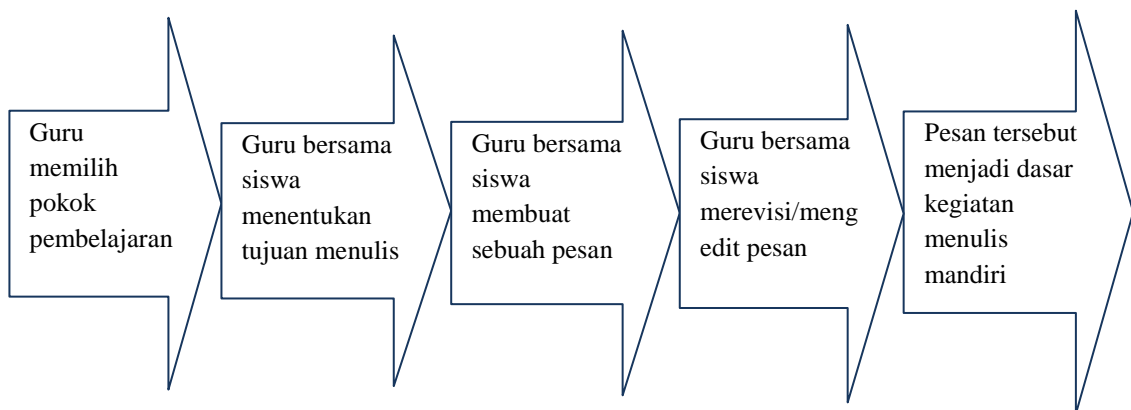 Guru
memilih
pokok
pembelajaran
Guru bersama
siswa
menentukan
tujuan menulis
Guru bersama
siswa
membuat
sebuah pesan
Guru bersama
siswa
merevisi/meng
edit pesan
Pesan tersebut
menjadi dasar
kegiatan
menulis
mandiri